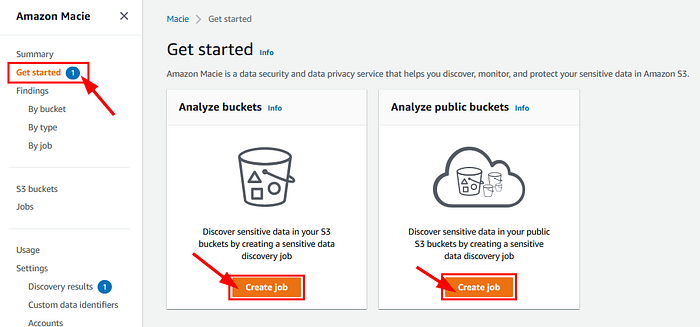 Amazon Macie
Summary
Get started 1
Findings
By bucket
By type
By job
S3 buckets
Jobs
Usage
Settings
Discovery results 1
Custom data identifiers
Accounts
Macie > Get started
Get started Info
Amazon Macie is a data security and data privacy service that helps you discover, monitor, and protect your sensitive data in Amazon S3.
Analyze buckets Info
Discover sensitive data in your S3
buckets by creating a sensitive data
discovery job
Create job
Analyze public buckets Info
Discover sensitive data in your public
S3 buckets by creating a sensitive
data discovery job
Create job